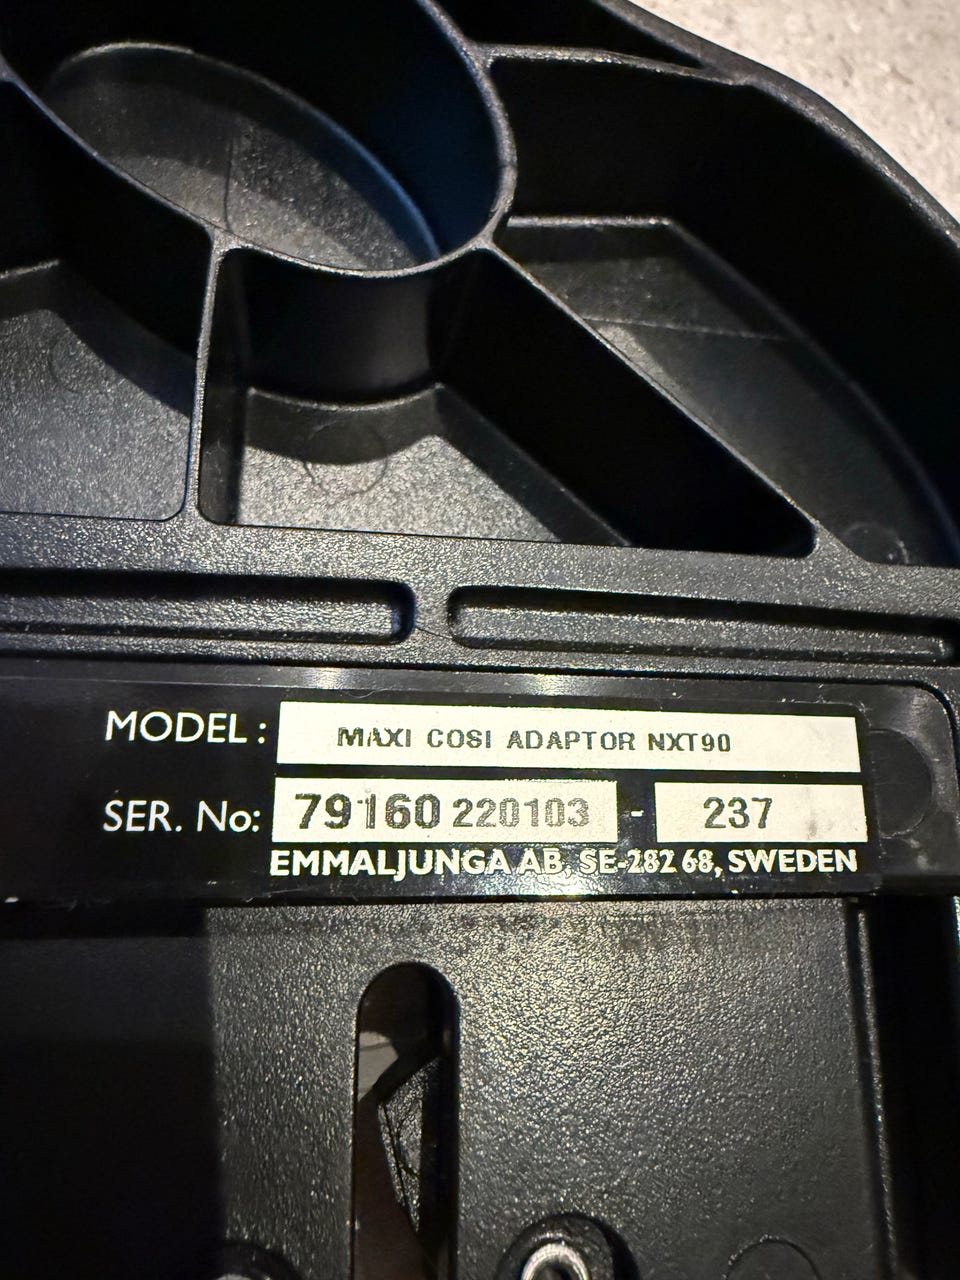 MODEL: MAXI COSI ADAPTOR NXT90
SER. No: 79160 220103 - 237
EMMALJUNGA AB, SE-282 68, SWEDEN